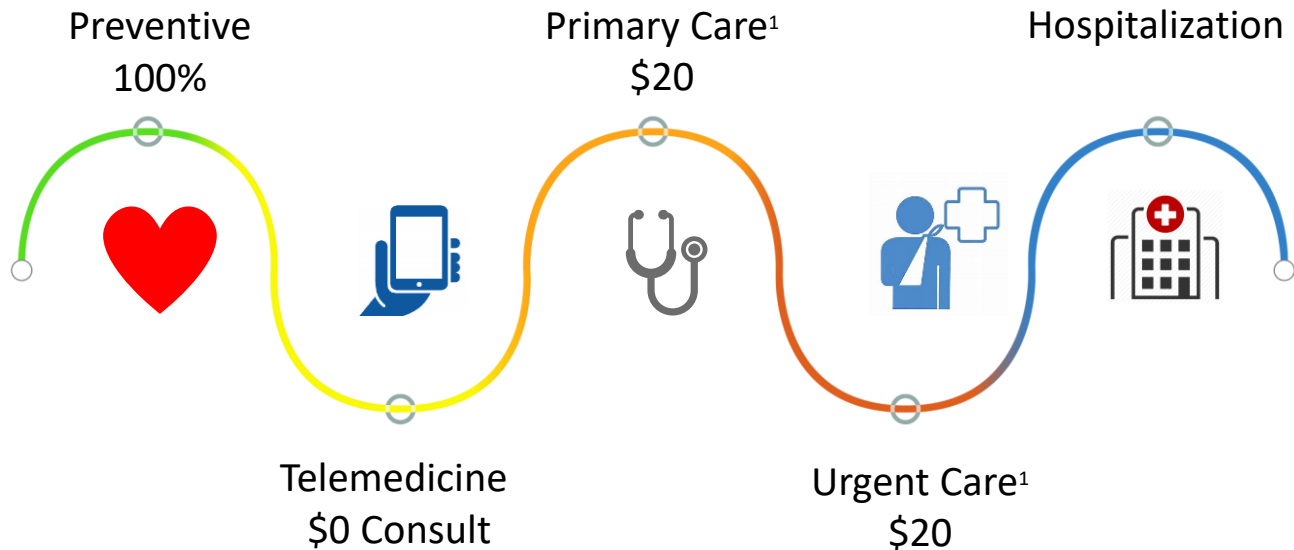 Preventive
100%
Telemedicine
$0 Consult
Primary Care¹
$20
Urgent Care¹
$20
Hospitalization